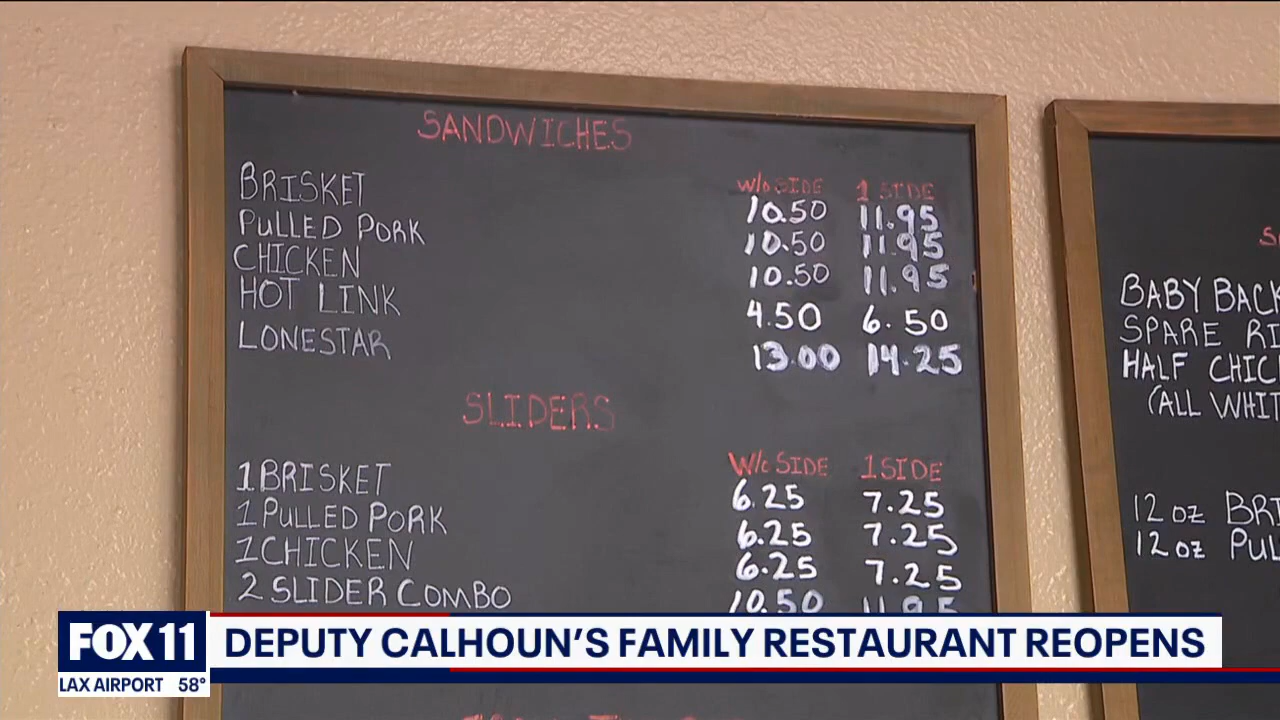 SANDWICHES
w/o SIDE 1 SIDE
BRISKET 10.50 11.95
PULLED PORK 10.50 11.95
CHICKEN 10.50 11.95
HOT LINK 4.50 6.50
LONESTAR 13.00 14.25
SLIDERS
W/o SIDE 1 SIDE
1 BRISKET 6.25 7.25
1 PULLED PORK 6.25 7.25
1 CHICKEN 6.25 7.25
2 SLIDER COMBO 10.50 11.95
BABY BACK
SPARE RI
HALF CHIC
(ALL WHIT
12 oz BRI
12 oz PUL
FOX 11
DEPUTY CALHOUN'S FAMILY RESTAURANT REOPENS
LAX AIRPORT 58°